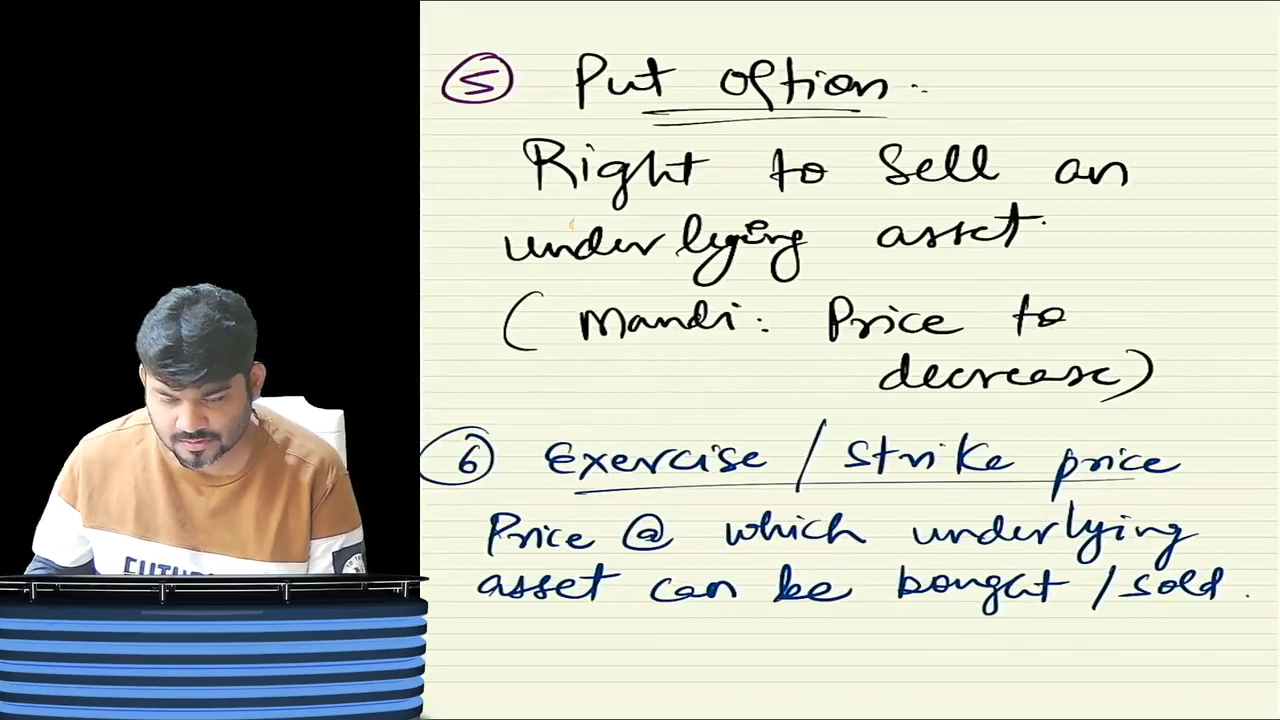 5 Put option..
Right to sell an
underlying asset.
(Mandi: Price to
decrease)
6 Exercise / Strike price
Price @ which underlying
asset can be bought / sold.